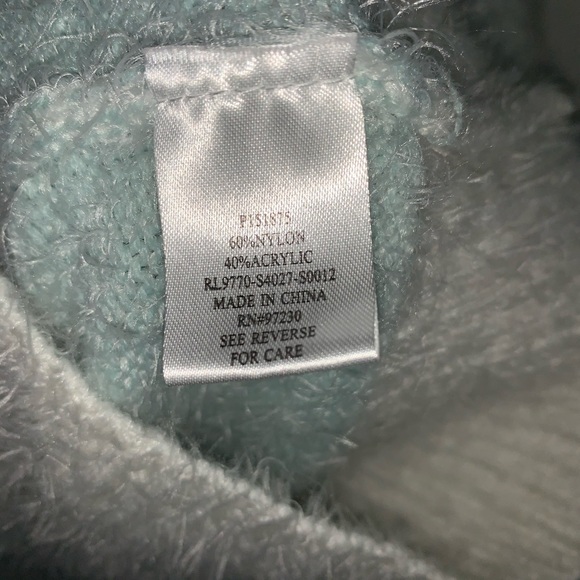 P151875
60%NYLON
40%ACRYLIC
RL9770-S4027-S0012
MADE IN CHINA
RN#97230
SEE REVERSE
FOR CARE